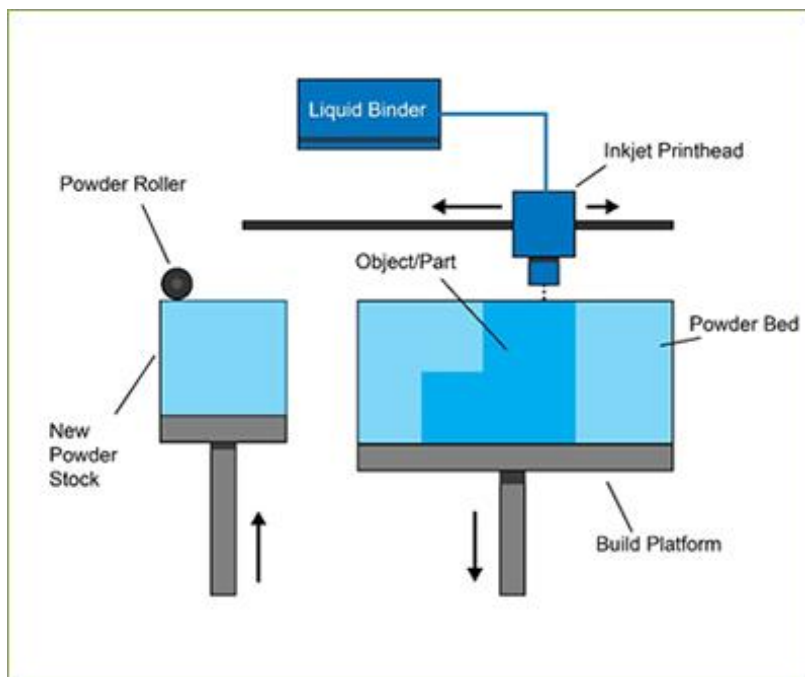 Liquid Binder
Inkjet Printhead
Powder Roller
Object/Part
Powder Bed
New
Powder
Stock
Build Platform